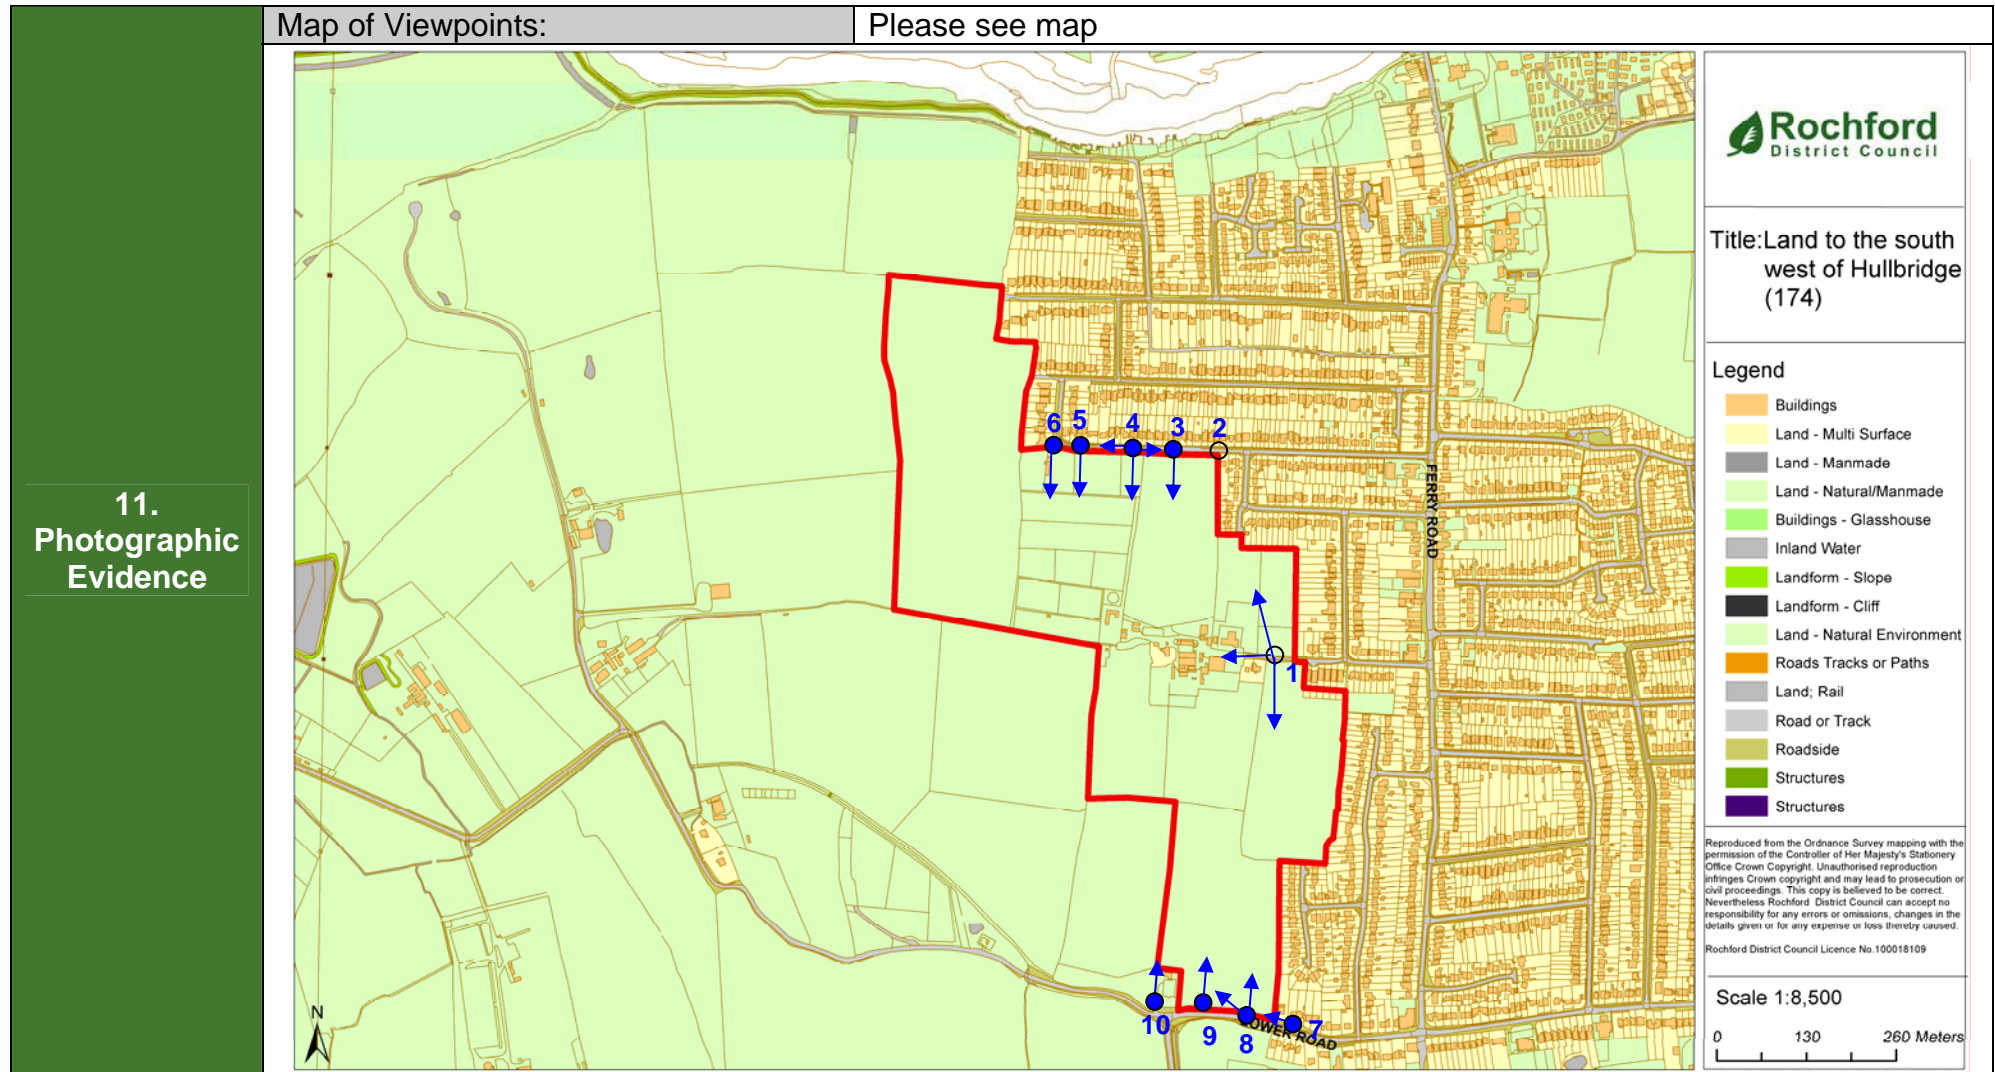 Map of Viewpoints:
Please see map
11.
Photographic
Evidence
6
5
4
3
2
1
FERRY ROAD
10
9
8
7
LOWER ROAD
N
Rochford
District Council
Title:Land to the south
west of Hullbridge
(174)
Legend
Buildings
Land - Multi Surface
Land - Manmade
Land - Natural/Manmade
Buildings - Glasshouse
Inland Water
Landform - Slope
Landform - Cliff
Land - Natural Environment
Roads Tracks or Paths
Land; Rail
Road or Track
Roadside
Structures
Structures
Reproduced from the Ordnance Survey mapping with the
permission of the Controller of Her Majesty's Stationery
Office Crown Copyright. Unauthorised reproduction
infringes Crown copyright and may lead to prosecution or
civil proceedings. This copy is believed to be correct.
Nevertheless Rochford District Council can accept no
responsibility for any errors or omissions, changes in the
details given or for any expense or loss thereby caused.
Rochford District Council Licence No.100018109
Scale 1:8,500
0 130 260 Meters